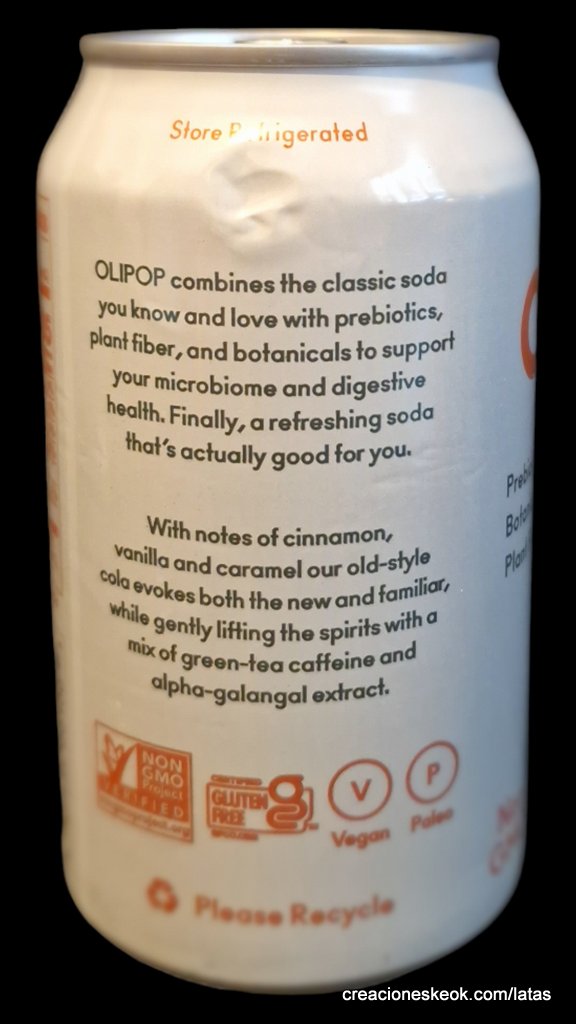 Store Refrigerated
OLIPOP combines the classic soda
you know and love with prebiotics,
plant fiber, and botanicals to support
your microbiome and digestive
health. Finally, a refreshing soda
that's actually good for you.
With notes of cinnamon,
vanilla and caramel our old-style
cola evokes both the new and familiar,
while gently lifting the spirits with a
mix of green-tea caffeine and
alpha-galangal extract.
NON
GMO
Project
VERIFIED
CERTIFIED
GLUTEN
FREE
V
Vegan
P
Paleo
Please Recycle
creacioneskeok.com/latas